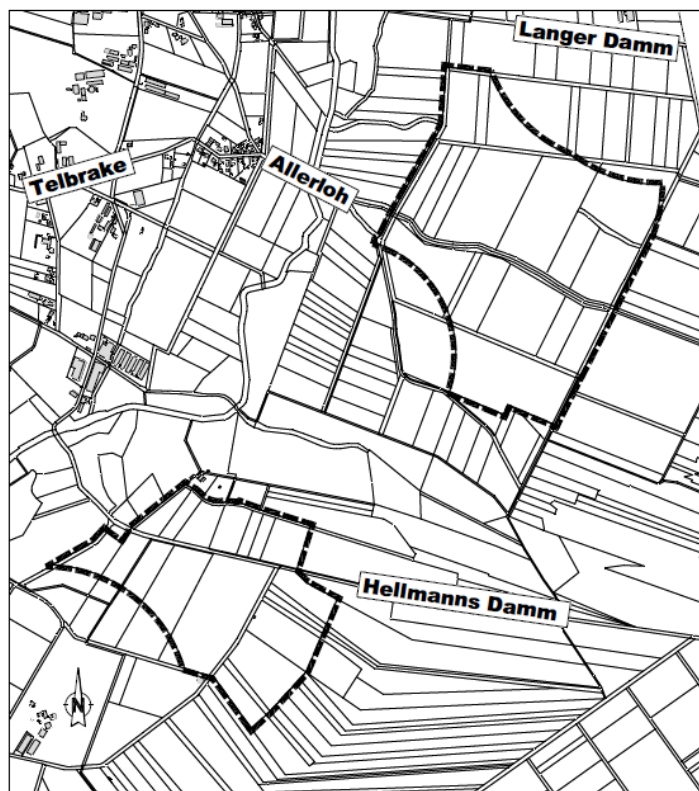 Langer Damm
Telbrake
Allerloh
Hellmanns Damm
N